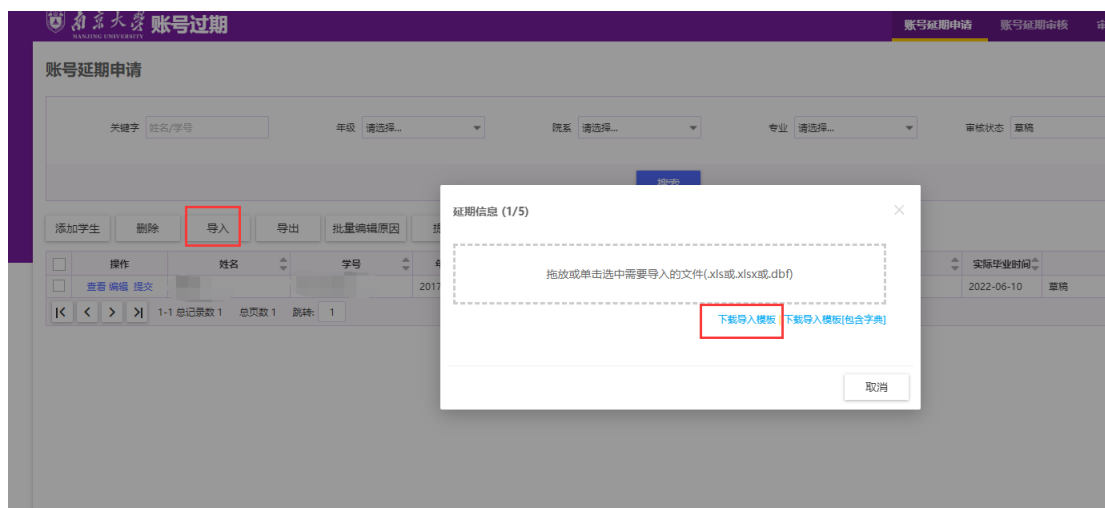 南京大学 账号过期 账号延期申请 账号延期审核
NANJING UNIVERSITY
账号延期申请
关键字 姓名/学号 年级 请选择... 院系 请选择... 专业 请选择... 审核状态 草稿
搜索
延期信息 (1/5)
添加学生 删除 导入 导出 批量编辑原因
拖放或单击选中需要导入的文件(.xls或.xlsx或.dbf)
操作 姓名 学号 实际毕业时间
查看 编辑 提交 2017 2022-06-10 草稿
1-1 总记录数 1 总页数 1 跳转: 1
下载导入模板 下载导入模板[包含字典]
取消